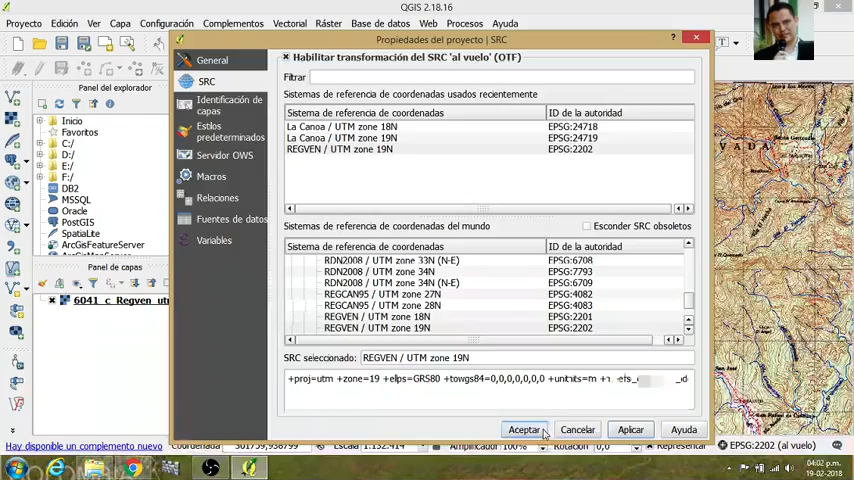 QGIS 2.18.16
Proyecto Edición Ver Capa Configuración Complementos Vectorial Ráster Base de datos Web Procesos Ayuda
Propiedades del proyecto | SRC
Panel del explorador
Inicio
Favoritos
C:/
D:/
E:/
F:/
DB2
MSSQL
Oracle
PostGIS
SpatiaLite
ArcGisFeatureServer
Panel de capas
6041_c_Regven_utm
General
SRC
Identificación de capas
Estilos predeterminados
Servidor OWS
Macros
Relaciones
Fuentes de datos
Variables
Habilitar transformación del SRC 'al vuelo' (OTF)
Filtrar
Sistemas de referencia de coordenadas usados recientemente
Sistema de referencia de coordenadas ID de la autoridad
La Canoa / UTM zone 18N EPSG:24718
La Canoa / UTM zone 19N EPSG:24719
REGVEN / UTM zone 19N EPSG:2202
Sistemas de referencia de coordenadas del mundo Esconder SRC obsoletos
Sistema de referencia de coordenadas ID de la autoridad
RDN2008 / UTM zone 33N (N-E) EPSG:6708
RDN2008 / UTM zone 34N EPSG:7793
RDN2008 / UTM zone 34N (N-E) EPSG:6709
REGCAN95 / UTM zone 27N EPSG:4082
REGCAN95 / UTM zone 28N EPSG:4083
REGVEN / UTM zone 18N EPSG:2201
REGVEN / UTM zone 19N EPSG:2202
SRC seleccionado: REGVEN / UTM zone 19N
+proj=utm +zone=19 +ellps=GRS80 +towgs84=0,0,0,0,0,0,0 +units=m
Aceptar Cancelar Aplicar Ayuda
VADA
Hay disponible un complemento nuevo Coordenada Escala Amplificador 100% Rotación 0,0 Representar EPSG:2202 (al vuelo)
04:02 p.m.
19-02-2018